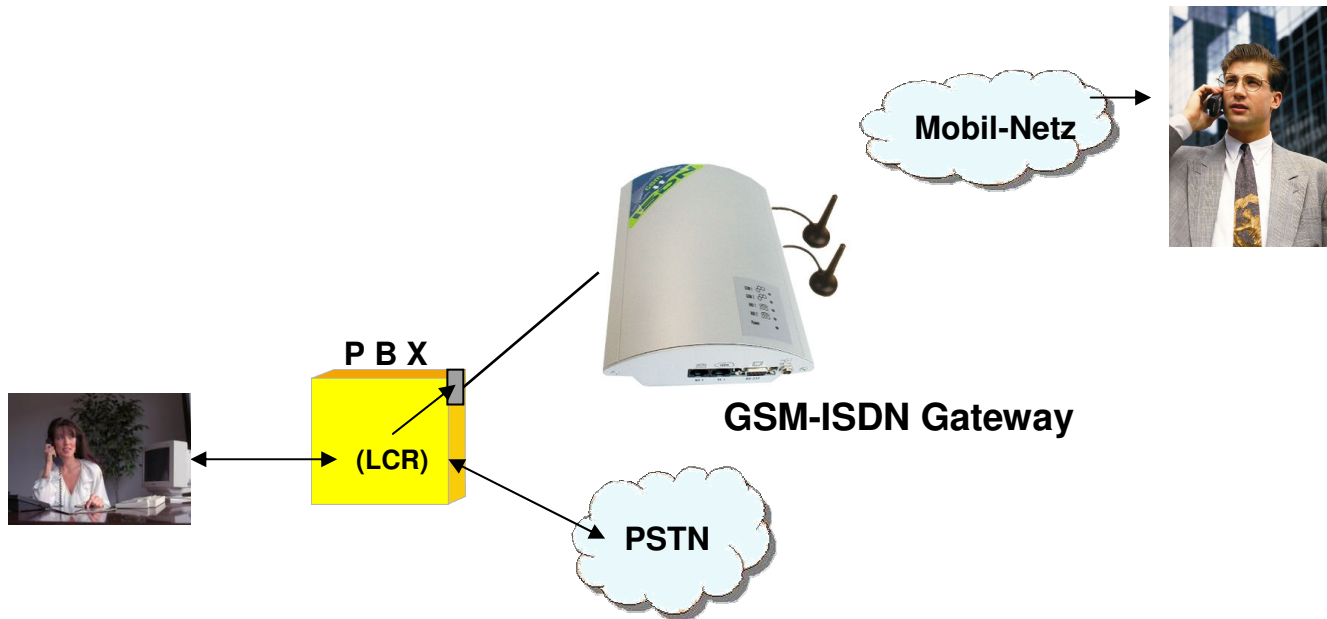 Mobil-Netz
P B X
GSM-ISDN Gateway
(LCR)
PSTN